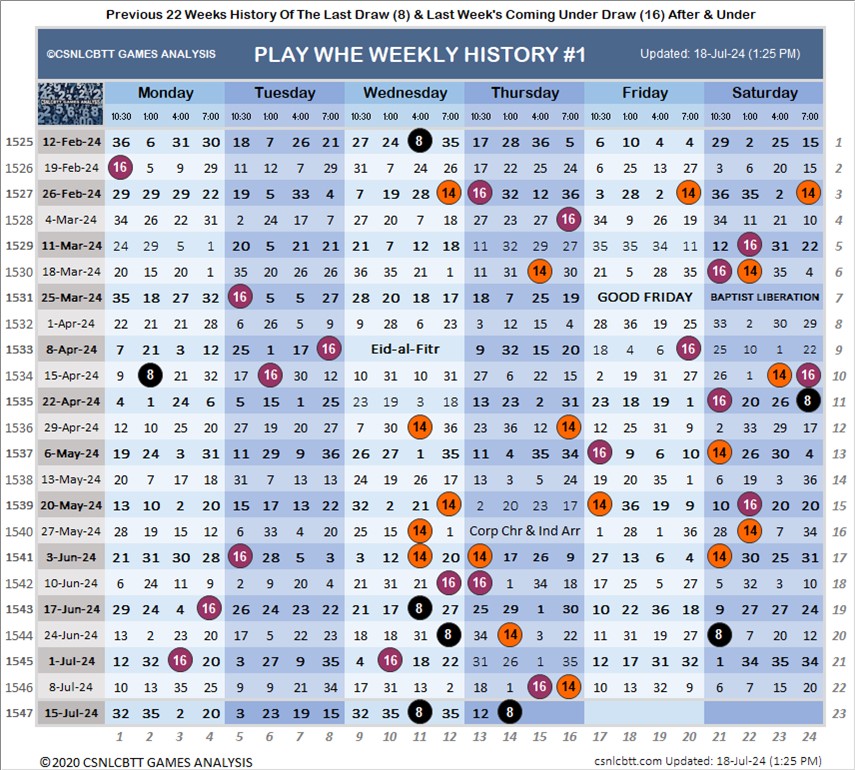 Previous 22 Weeks History Of The Last Draw (8) & Last Week's Coming Under Draw (16) After & Under
©CSNLCBTT GAMES ANALYSIS PLAY WHE WEEKLY HISTORY #1 Updated: 18-Jul-24 (1:25 PM)
Monday Tuesday Wednesday Thursday Friday Saturday
CSNLCBTT GAMES ANALYSIS 10:30 1:00 4:00 7:00 10:30 1:00 4:00 7:00 10:30 1:00 4:00 7:00 10:30 1:00 4:00 7:00 10:30 1:00 4:00 7:00 10:30 1:00 4:00 7:00
1525 12-Feb-24 36 6 31 30 18 7 26 21 27 24 8 35 17 28 36 5 6 10 4 4 29 2 25 15 1
1526 19-Feb-24 16 5 9 29 11 12 7 29 31 7 24 26 17 22 25 24 6 25 13 27 3 6 20 15 2
1527 26-Feb-24 29 29 29 22 19 5 33 4 7 19 28 14 16 32 12 36 3 28 2 20 14 36 35 2 14 3
1528 4-Mar-24 34 26 22 31 2 24 17 7 27 20 7 18 27 23 27 16 34 9 26 19 34 11 21 10 4
1529 11-Mar-24 24 29 5 1 20 5 21 21 21 7 12 18 11 32 29 27 35 35 34 11 12 16 31 22 5
1530 18-Mar-24 20 15 20 1 35 20 26 26 36 35 21 1 11 31 14 30 21 5 28 35 16 14 35 4 6
1531 25-Mar-24 35 18 27 32 16 5 5 27 28 20 18 17 18 7 25 19 GOOD FRIDAY BAPTIST LIBERATION 7
1532 1-Apr-24 22 21 21 28 6 26 5 9 9 28 6 23 3 12 15 4 28 36 19 25 33 2 30 29 8
1533 8-Apr-24 7 21 3 12 25 1 17 16 Eid-al-Fitr 9 32 15 20 18 4 6 16 25 10 1 22 9
1534 15-Apr-24 9 8 21 32 17 16 30 12 10 31 10 31 27 6 22 15 2 19 31 27 26 1 14 16 10
1535 22-Apr-24 4 1 24 6 5 15 1 25 23 19 3 18 13 23 2 31 23 18 19 1 16 20 26 8 11
1536 29-Apr-24 12 10 25 20 27 19 20 27 7 30 14 36 23 36 12 14 12 25 31 9 2 33 29 17 12
1537 6-May-24 19 24 3 31 11 29 9 36 26 27 1 35 11 4 35 34 16 9 6 10 14 26 30 4 13
1538 13-May-24 20 7 17 18 31 7 13 13 24 19 26 17 13 3 5 24 14 20 35 1 6 19 3 36 14
1539 20-May-24 13 10 1 20 15 17 13 22 32 2 21 14 2 20 23 17 14 36 19 9 10 16 20 20 15
1540 27-May-24 28 19 15 12 6 33 4 20 25 15 14 1 Corp Chr & Ind Arr 1 28 1 36 28 14 7 34 16
1541 3-Jun-24 21 31 30 28 16 28 5 3 3 12 14 20 14 17 26 9 27 13 6 4 14 30 25 31 17
1542 10-Jun-24 6 24 11 9 2 9 20 4 21 31 21 16 16 1 34 18 17 25 5 27 5 32 3 10 18
1543 17-Jun-24 29 24 4 16 26 24 23 22 21 17 8 27 25 29 1 30 10 22 36 18 9 27 27 24 19
1544 24-Jun-24 13 2 23 20 17 5 22 23 18 18 31 8 34 14 3 22 11 31 19 27 8 7 20 12 20
1545 1-Jul-24 12 32 16 20 3 27 9 35 9 16 18 22 31 26 1 35 12 17 31 32 1 34 35 34 21
1546 8-Jul-24 10 13 35 25 9 9 21 34 17 31 13 2 18 1 16 14 10 13 32 9 6 7 15 20 22
1547 15-Jul-24 32 35 2 20 3 23 19 15 32 35 8 35 12 8 23
1 2 3 4 5 6 7 8 9 10 11 12 13 14 15 16 17 18 19 20 21 22 23 24
©2020 CSNLCBTT GAMES ANALYSIS csnlcbtt.com Updated: 18-Jul-24 (1:25 PM)